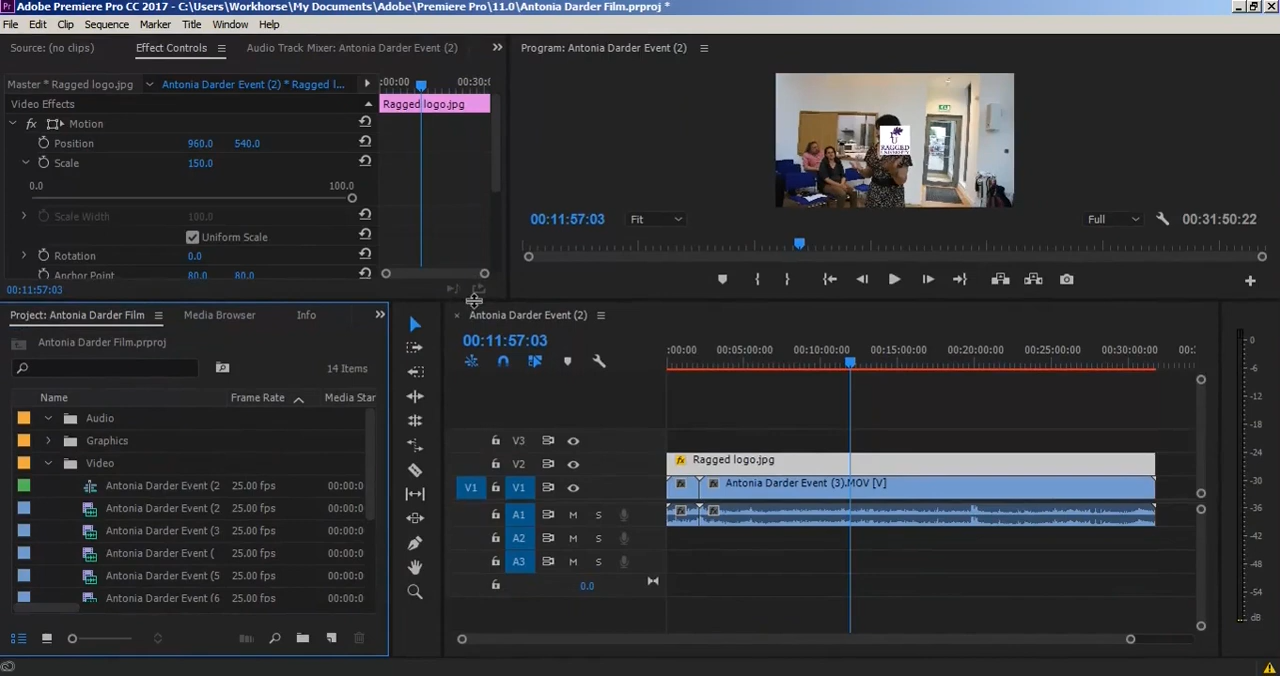 Adobe Premiere Pro CC 2017 - C:\Users\Workhorse\My Documents\Adobe\Premiere Pro\11.0\Antonia Darder Film.prproj *
File Edit Clip Sequence Marker Title Window Help
Source: (no clips) Effect Controls Audio Track Mixer: Antonia Darder Event (2)
Program: Antonia Darder Event (2)
Master * Ragged logo.jpg Antonia Darder Event (2) * Ragged l... :00:00 00:30:(
Video Effects Ragged logo.jpg
fx Motion
Position 960.0 540.0
Scale 150.0
0.0 100.0
Scale Width 100.0
Uniform Scale
Rotation 0.0
Anchor Point 80.0 80.0
00:11:57:03
RAGGED
UNIVERSITY
00:11:57:03 Fit Full 00:31:50:22
Project: Antonia Darder Film Media Browser Info
Antonia Darder Film.prproj
14 Items
Name Frame Rate Media Star
Audio
Graphics
Video
Antonia Darder Event (2 25.00 fps 00:00:0
Antonia Darder Event (2 25.00 fps 00:00:0
Antonia Darder Event (3 25.00 fps 00:00:0
Antonia Darder Event ( 25.00 fps 00:00:0
Antonia Darder Event (5 25.00 fps 00:00:0
Antonia Darder Event (6 25.00 fps 00:00:0
Antonia Darder Event (2)
00:11:57:03
:00:00 00:05:00:00 00:10:00:00 00:15:00:00 00:20:00:00 00:25:00:00 00:30:00:00 00:
V3
V2 fx Ragged logo.jpg
V1 V1 fx fx Antonia Darder Event (3).MOV [V]
A1 M S
A2 M S
A3 M S
0.0
0
-6
-12
-18
-24
-30
-36
-42
-48
-54
dB